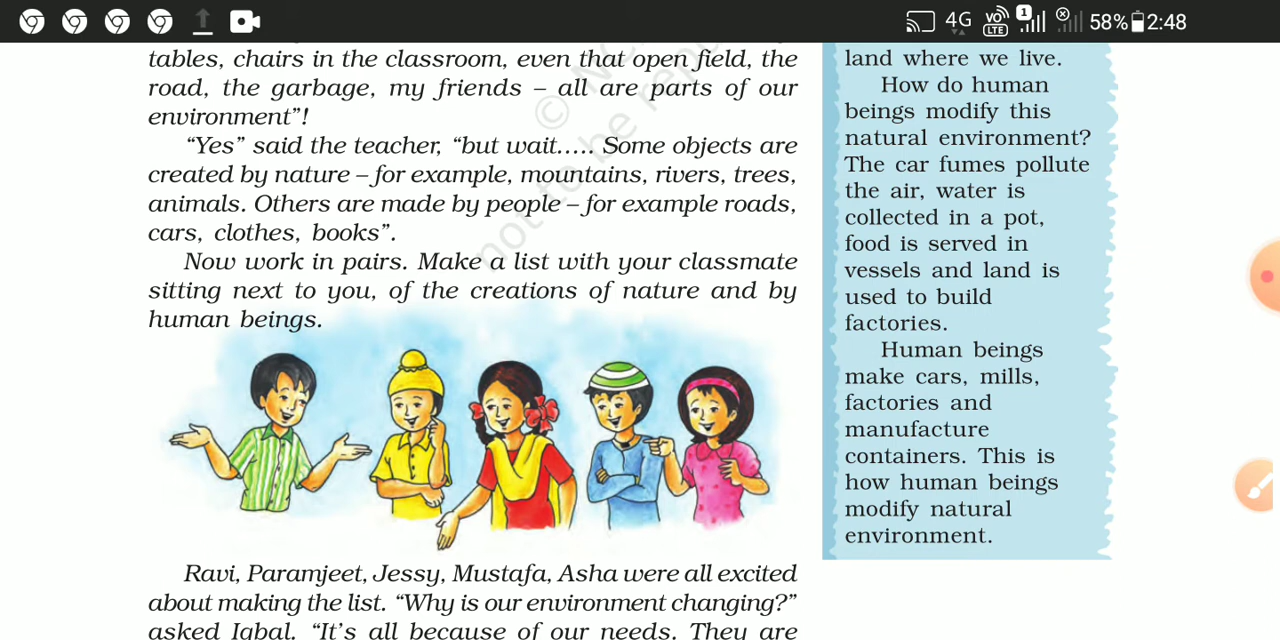 4G
VO
LTE
1
58%
2:48
tables, chairs in the classroom, even that open field, the
road, the garbage, my friends – all are parts of our
environment”!
“Yes” said the teacher, “but wait..... Some objects are
created by nature – for example, mountains, rivers, trees,
animals. Others are made by people – for example roads,
cars, clothes, books”.
Now work in pairs. Make a list with your classmate
sitting next to you, of the creations of nature and by
human beings.
Ravi, Paramjeet, Jessy, Mustafa, Asha were all excited
about making the list. “Why is our environment changing?”
asked Iqbal. “It’s all because of our needs. They are
land where we live.
How do human
beings modify this
natural environment?
The car fumes pollute
the air, water is
collected in a pot,
food is served in
vessels and land is
used to build
factories.
Human beings
make cars, mills,
factories and
manufacture
containers. This is
how human beings
modify natural
environment.
© NC
not to be repu